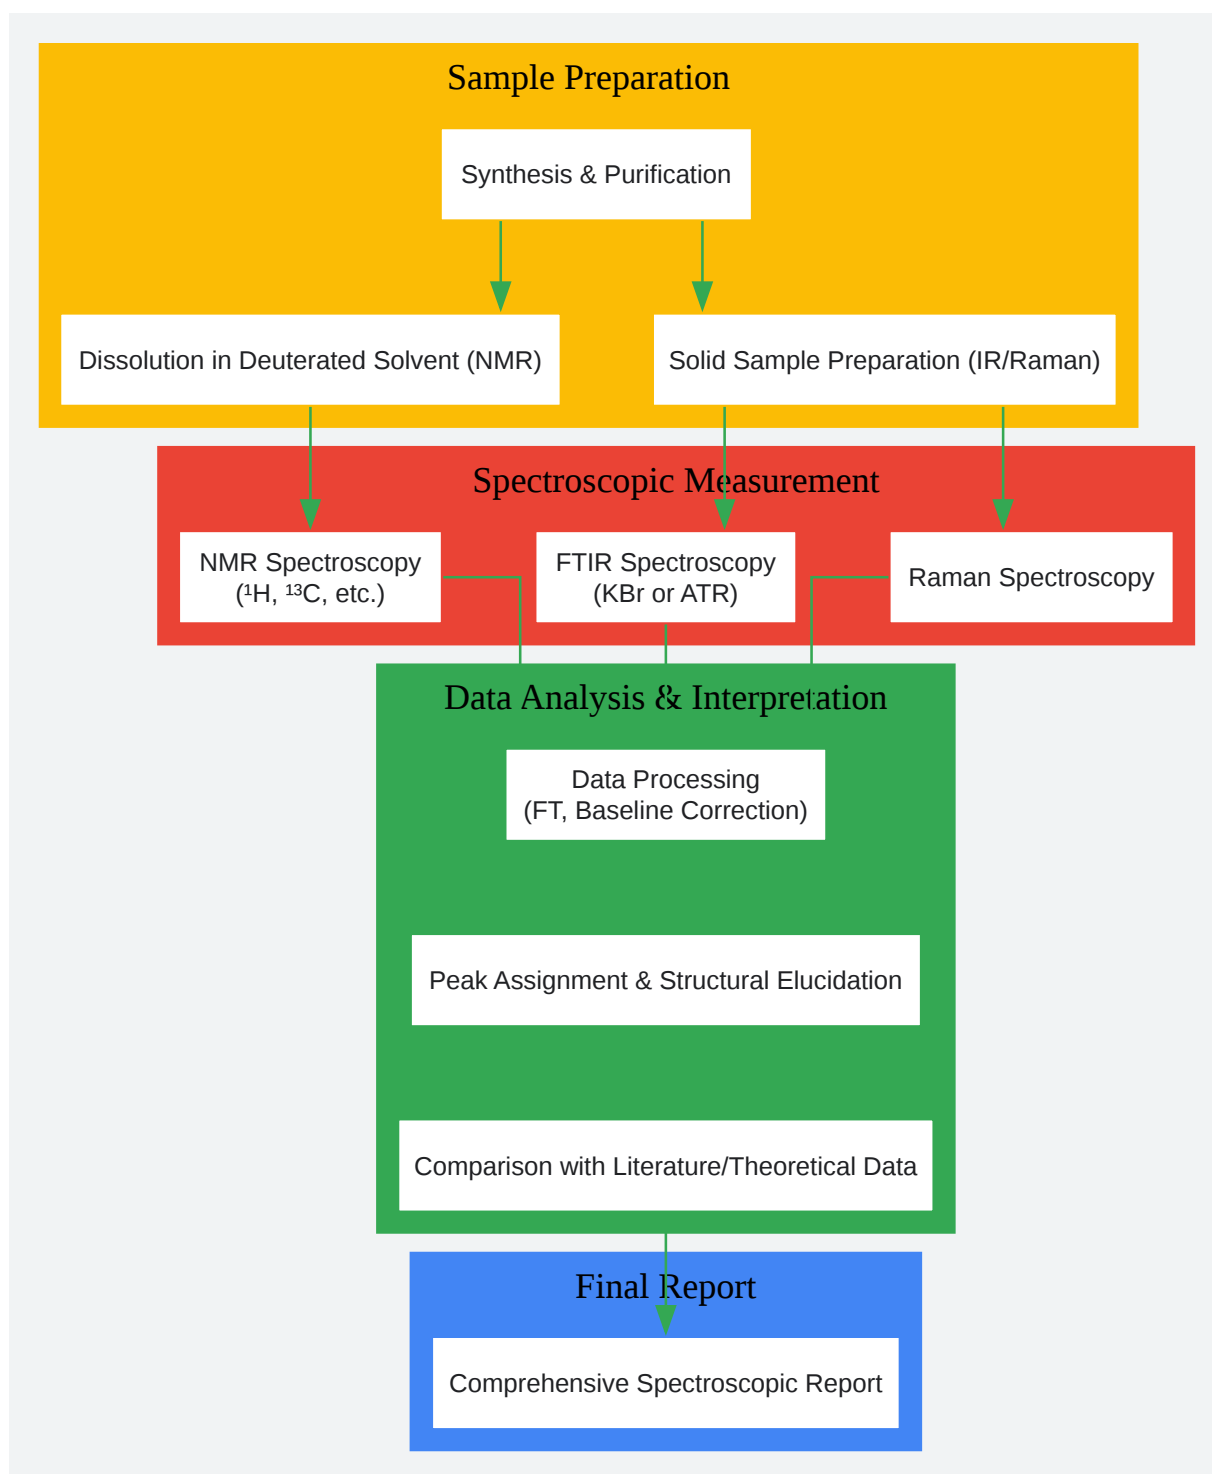 Sample Preparation
Synthesis & Purification
Dissolution in Deuterated Solvent (NMR)
Solid Sample Preparation (IR/Raman)
Spectroscopic Measurement
NMR Spectroscopy
(¹H, ¹³C, etc.)
FTIR Spectroscopy
(KBr or ATR)
Raman Spectroscopy
Data Analysis & Interpretation
Data Processing
(FT, Baseline Correction)
Peak Assignment & Structural Elucidation
Comparison with Literature/Theoretical Data
Final Report
Comprehensive Spectroscopic Report